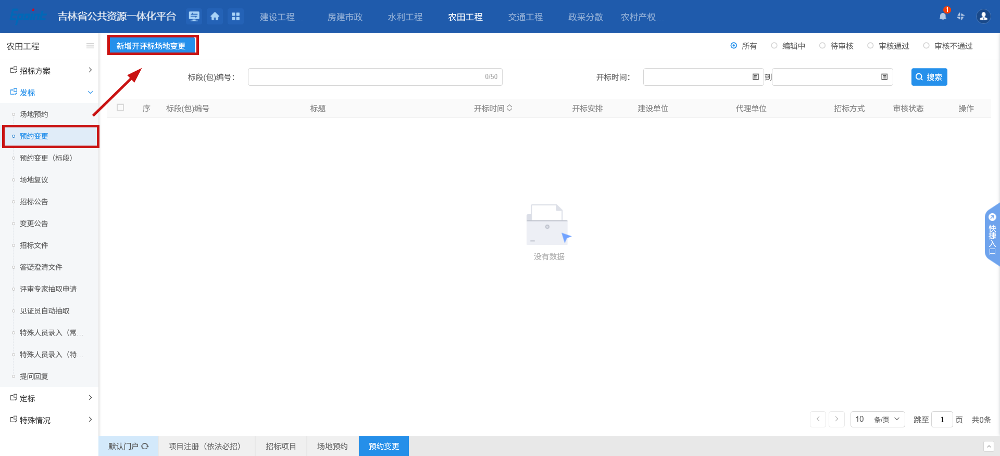 Epoint 吉林省公共资源一体化平台 建设工程... 房建市政 水利工程 农田工程 交通工程 政采分散 农村产权... 1
农田工程
新增开评标场地变更 所有 编辑中 待审核 审核通过 审核不通过
招标方案
标段(包)编号： 0/50 开标时间： 到 搜索
发标
序 标段(包)编号 标题 开标时间 开标安排 建设单位 代理单位 招标方式 审核状态 操作
场地预约
预约变更
预约变更（标段）
场地复议
招标公告
变更公告
招标文件
答疑澄清文件
评审专家抽取申请
见证员自动抽取
特殊人员录入（常...
特殊人员录入（特...
提问回复
定标
特殊情况
没有数据
快捷入口
10 条/页 跳至 1 页 共0条
默认门户 项目注册（依法必招） 招标项目 场地预约 预约变更